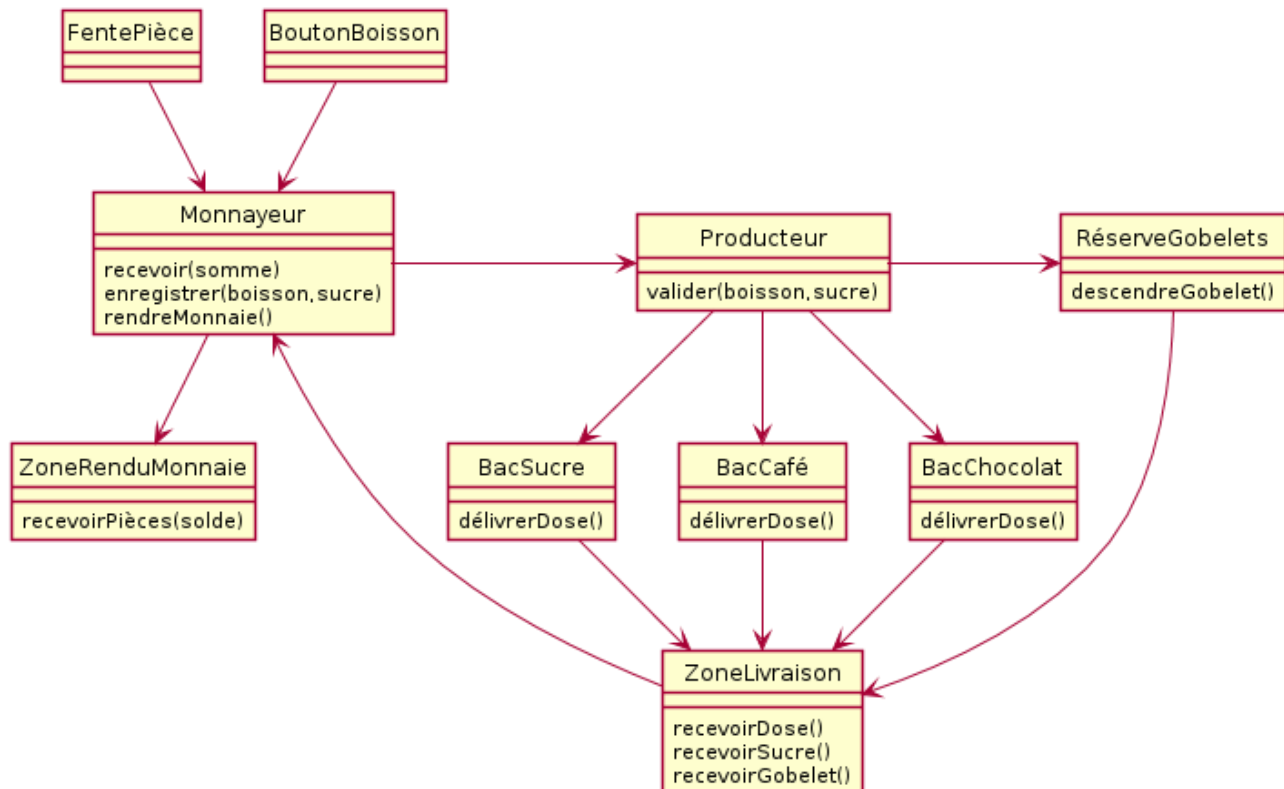 FentePièce
BoutonBoisson
Monnayeur
recevoir(somme)
enregistrer(boisson,sucre)
rendreMonnaie()
Producteur
valider(boisson,sucre)
RéserveGobelets
descendreGobelet()
ZoneRenduMonnaie
recevoirPièces(solde)
BacSucre
délivrerDose()
BacCafé
délivrerDose()
BacChocolat
délivrerDose()
ZoneLivraison
recevoirDose()
recevoirSucre()
recevoirGobelet()